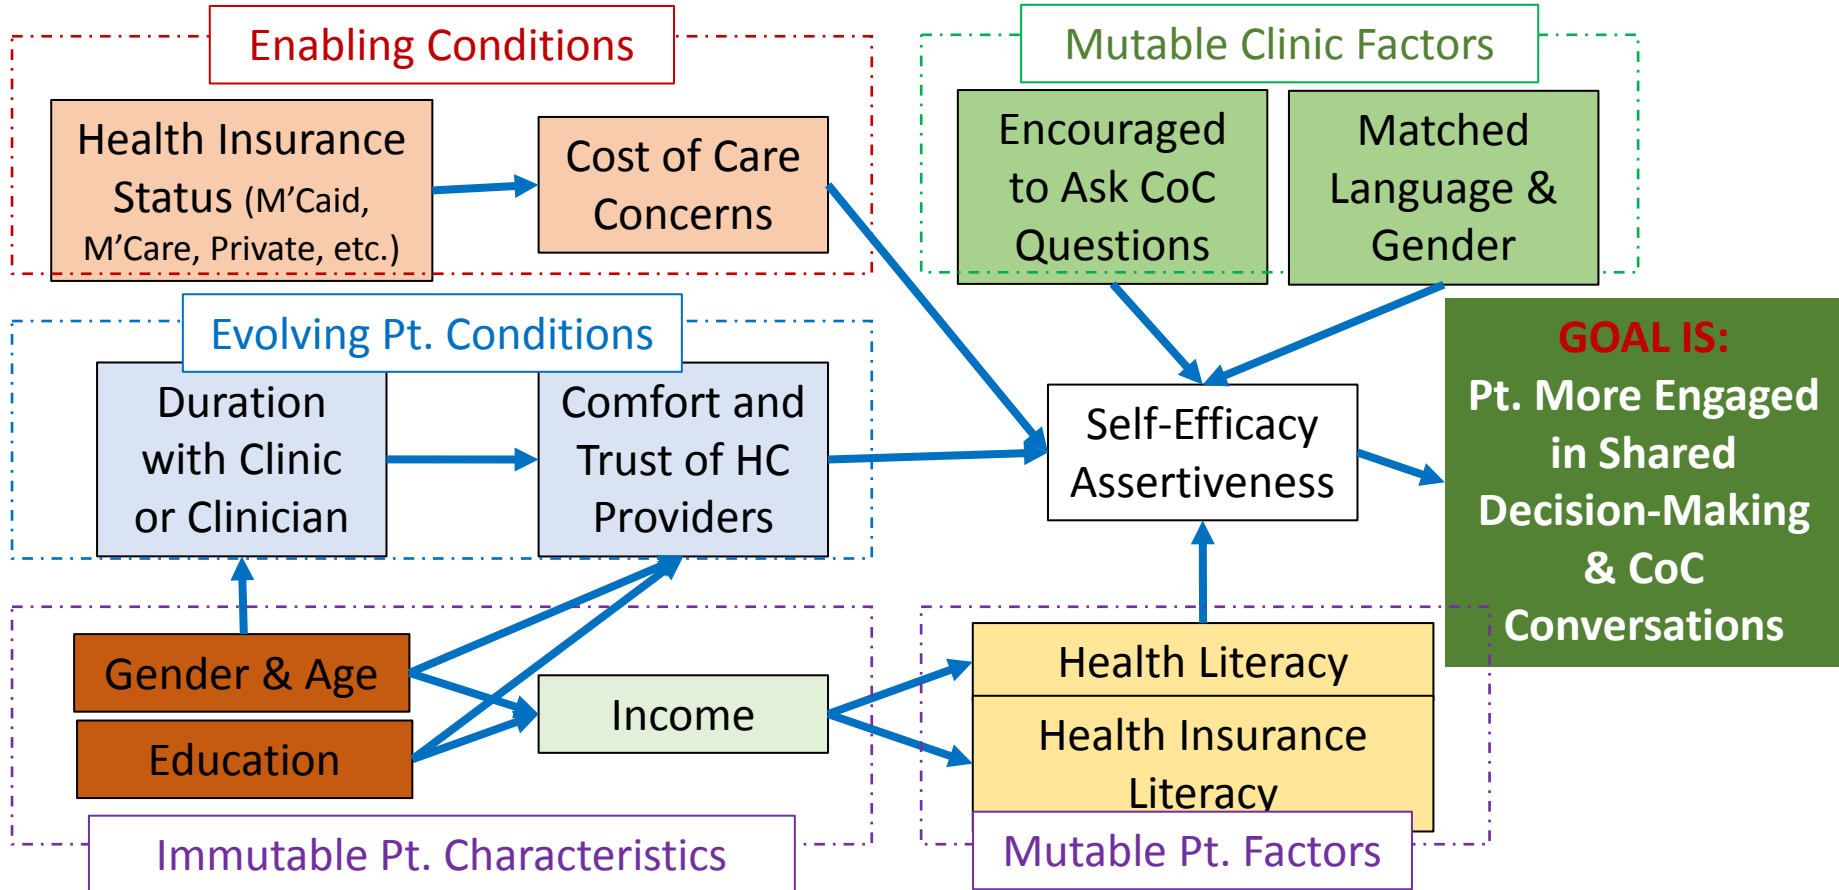 Enabling Conditions
Health Insurance
Status (M'Caid,
M'Care, Private, etc.)
Cost of Care
Concerns
Mutable Clinic Factors
Encouraged
to Ask CoC
Questions
Matched
Language &
Gender
Evolving Pt. Conditions
Duration
with Clinic
or Clinician
Comfort and
Trust of HC
Providers
Self-Efficacy
Assertiveness
GOAL IS:
Pt. More Engaged
in Shared
Decision-Making
& CoC
Conversations
Gender & Age
Education
Income
Immutable Pt. Characteristics
Health Literacy
Health Insurance
Literacy
Mutable Pt. Factors